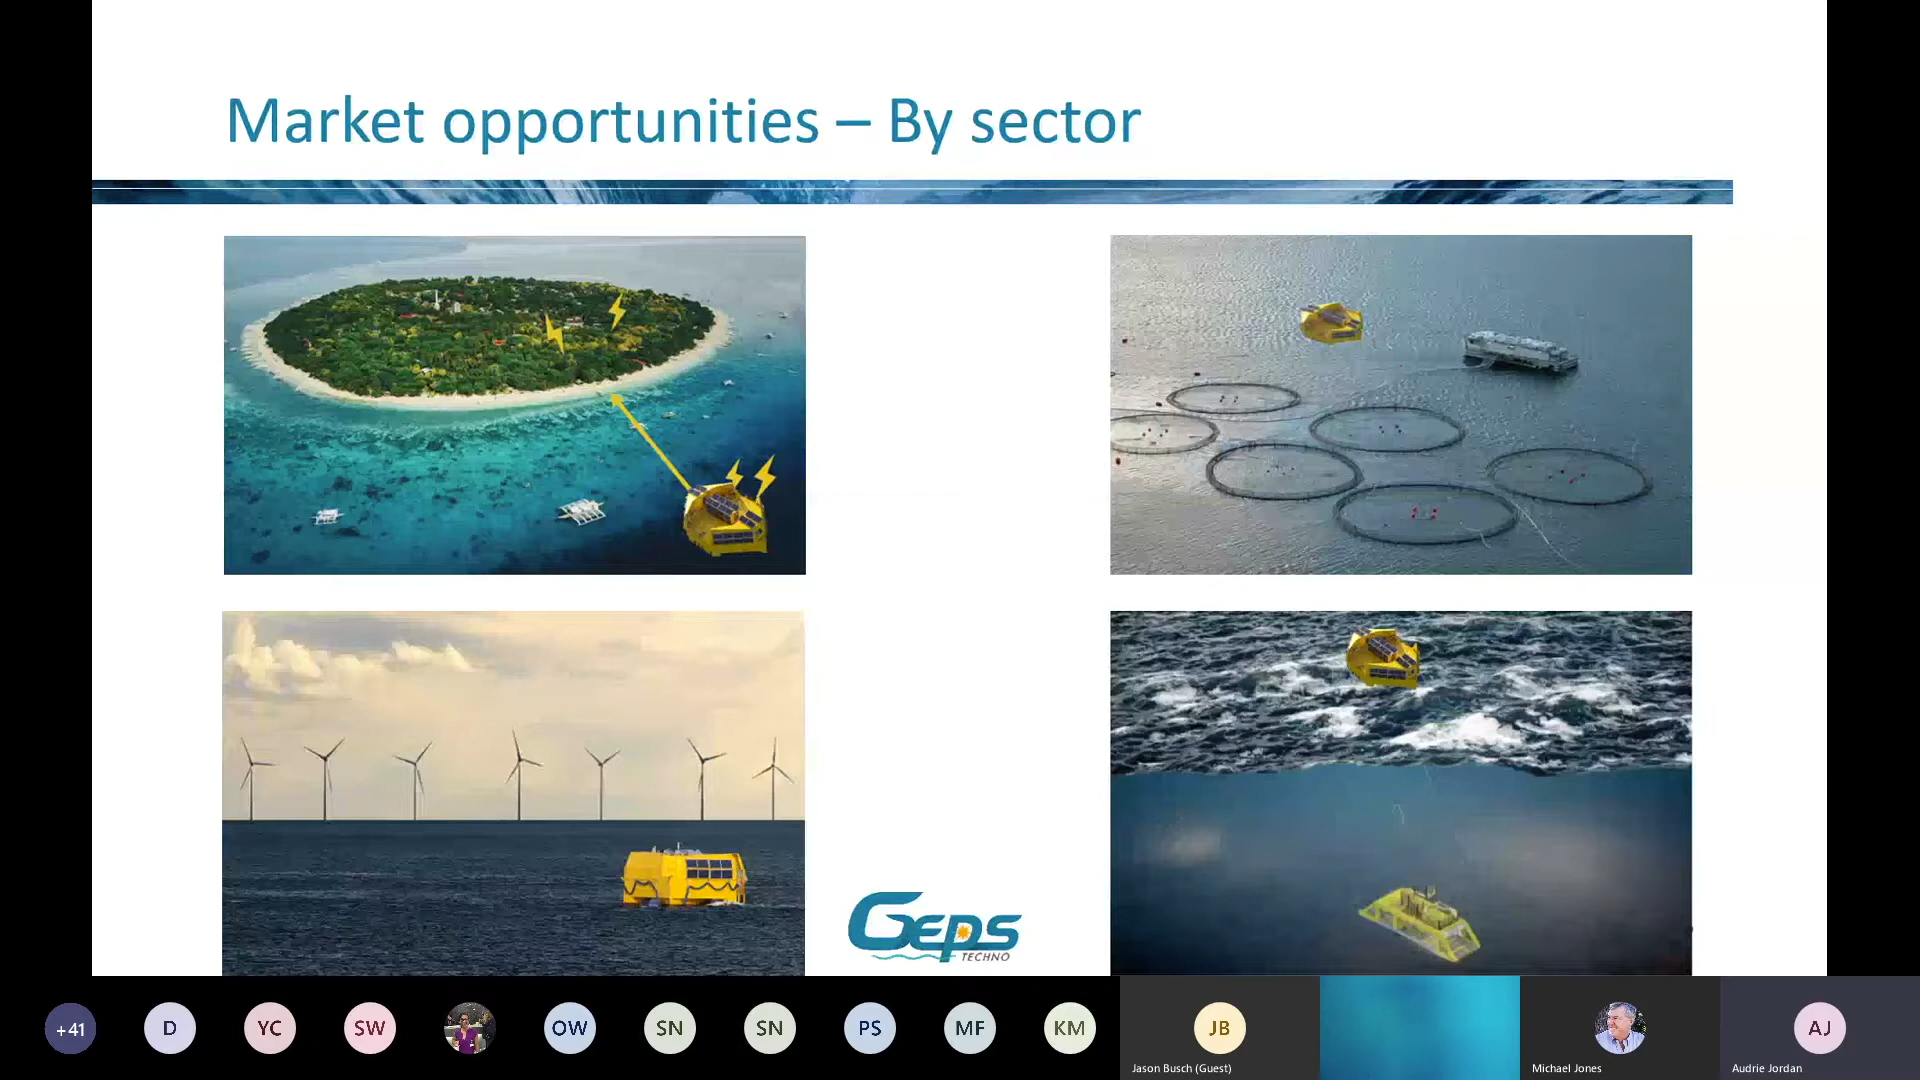 Market opportunities – By sector
GEPS
TECHNO
+41
D
YC
SW
OW
SN
SN
PS
MF
KM
JB
AJ
Jason Busch (Guest)
Michael Jones
Audrie Jordan